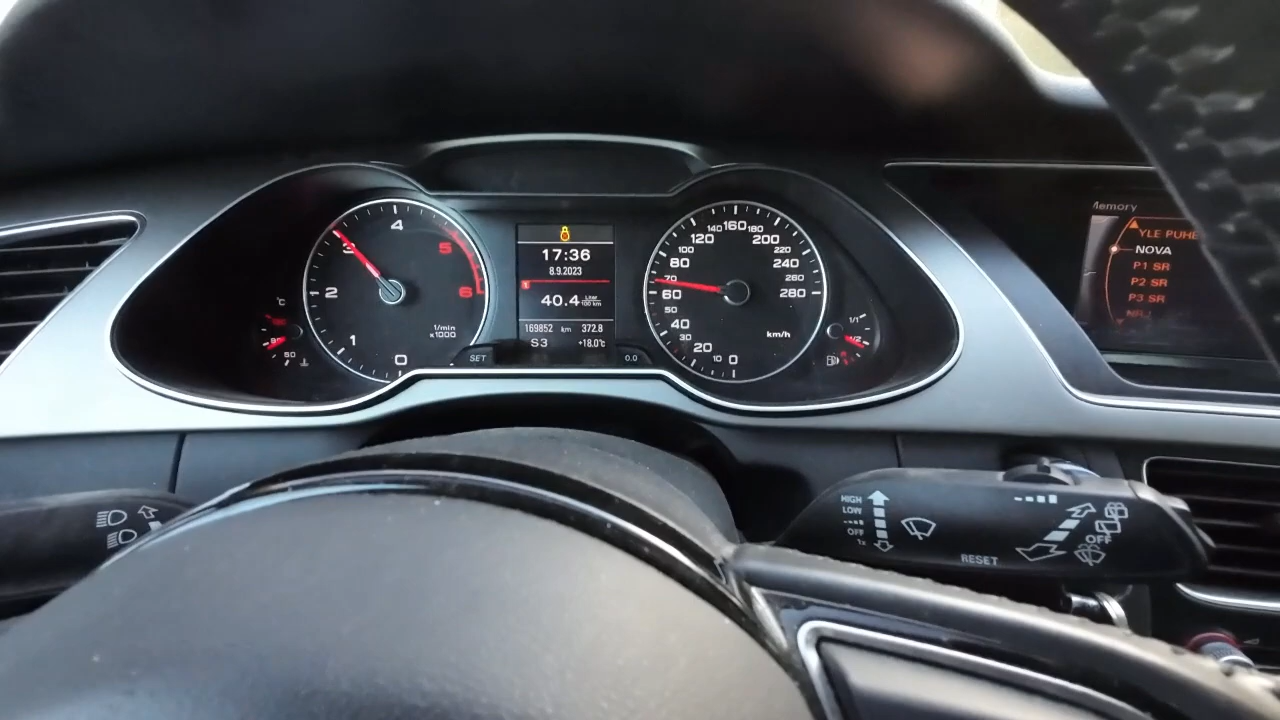 4
5
3
6
2
1/min
x1000
1
0
°C
90
50
17:36
8.9.2023
40.4 Liter/100 km
169852 km 372.8
S3 +18.0°C
SET
0.0
140 160 180
120 200
100 220
80 240
70 260
60 280
50
40 km/h
30
20
10 0
1/1
1/2
Memory
YLE PUHE
NOVA
P1 SR
P2 SR
P3 SR
HIGH
LOW
OFF
1x
RESET
OFF